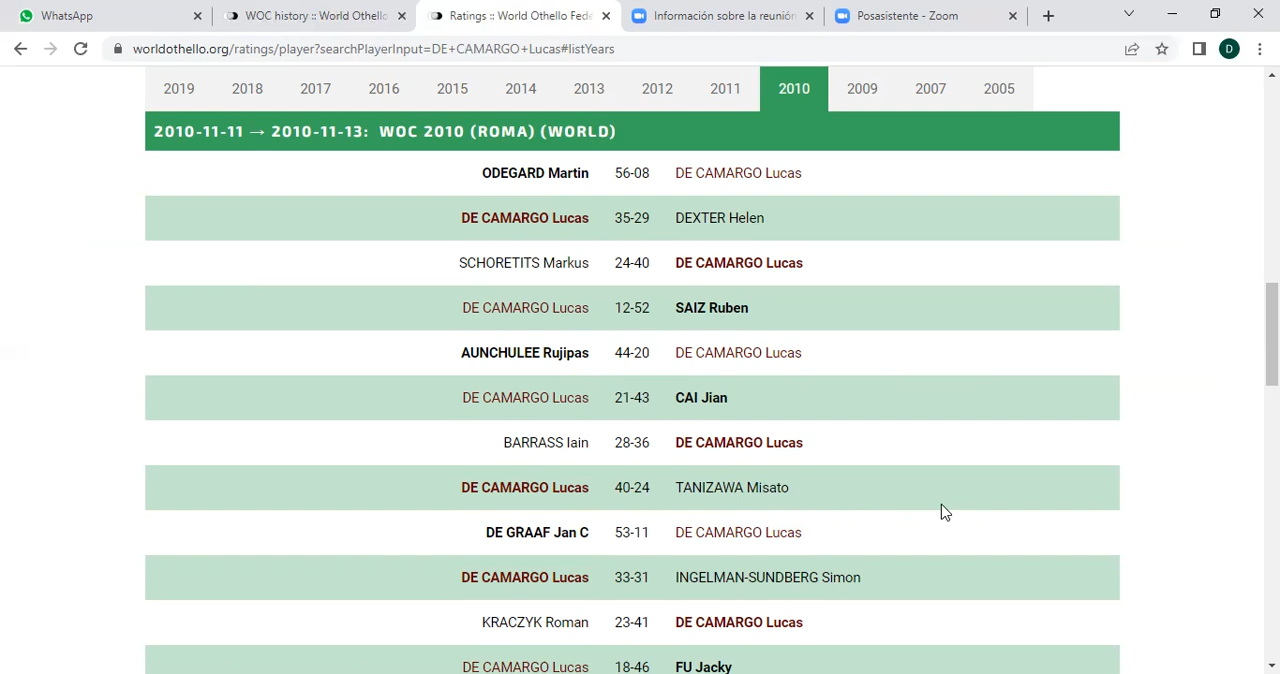 WhatsApp
WOC history :: World Othello
Ratings :: World Othello Fede
Información sobre la reunión
Posasistente - Zoom
worldothello.org/ratings/player?searchPlayerInput=DE+CAMARGO+Lucas#listYears
D
2019 2018 2017 2016 2015 2014 2013 2012 2011 2010 2009 2007 2005
2010-11-11 → 2010-11-13: WOC 2010 (ROMA) (WORLD)
ODEGARD Martin 56-08 DE CAMARGO Lucas
DE CAMARGO Lucas 35-29 DEXTER Helen
SCHORETITS Markus 24-40 DE CAMARGO Lucas
DE CAMARGO Lucas 12-52 SAIZ Ruben
AUNCHULEE Rujipas 44-20 DE CAMARGO Lucas
DE CAMARGO Lucas 21-43 CAI Jian
BARRASS Iain 28-36 DE CAMARGO Lucas
DE CAMARGO Lucas 40-24 TANIZAWA Misato
DE GRAAF Jan C 53-11 DE CAMARGO Lucas
DE CAMARGO Lucas 33-31 INGELMAN-SUNDBERG Simon
KRACZYK Roman 23-41 DE CAMARGO Lucas
DE CAMARGO Lucas 18-46 FU Jacky